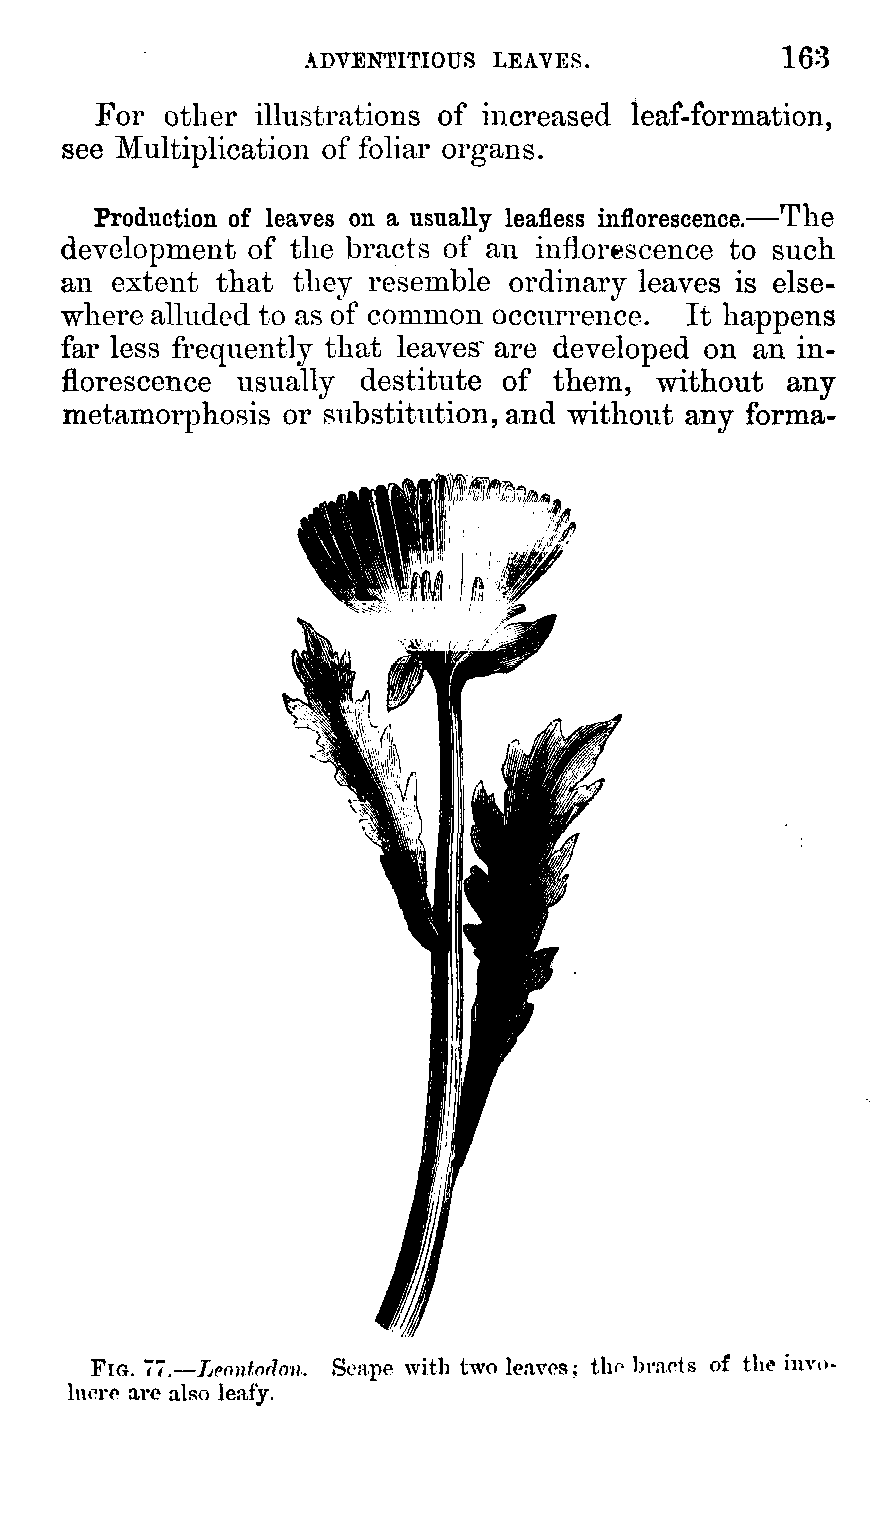 ADVENTITIOUS LEAVES. 163
For other illustrations of increased leaf-formation,
see Multiplication of foliar organs.
Production of leaves on a usually leafless inflorescence.—The
development of the bracts of an inflorescence to such
an extent that they resemble ordinary leaves is else-
where alluded to as of common occurrence. It happens
far less frequently that leaves are developed on an in-
florescence usually destitute of them, without any
metamorphosis or substitution, and without any forma-
FIG. 77.—Leontodon. Scape with two leaves; the bracts of the invo-
lucre are also leafy.